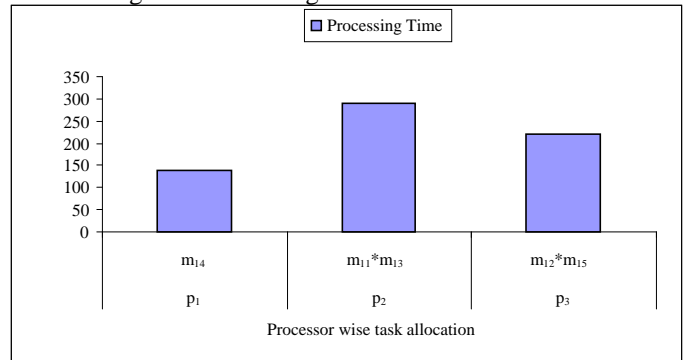 Processing Time
350
300
250
200
150
100
50
0
m₁₄ m₁₁*m₁₃ m₁₂*m₁₅
p₁ p₂ p₃
Processor wise task allocation